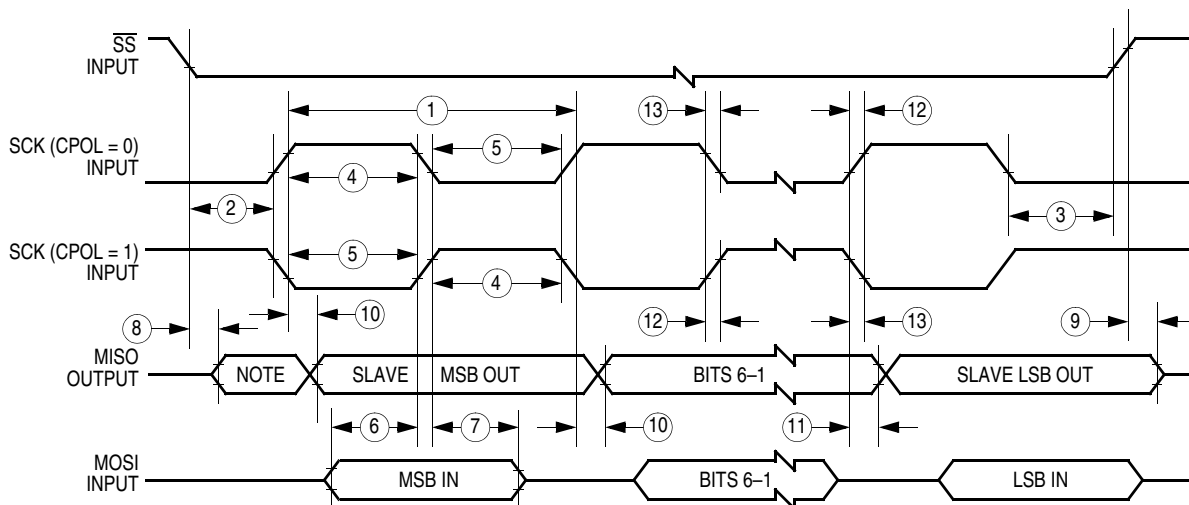 SS
INPUT
1
13
12
SCK (CPOL = 0)
INPUT
5
4
2
3
SCK (CPOL = 1)
INPUT
5
4
8
10
12
13
9
MISO
OUTPUT
NOTE
SLAVE MSB OUT
BITS 6–1
SLAVE LSB OUT
6
7
10
11
MOSI
INPUT
MSB IN
BITS 6–1
LSB IN